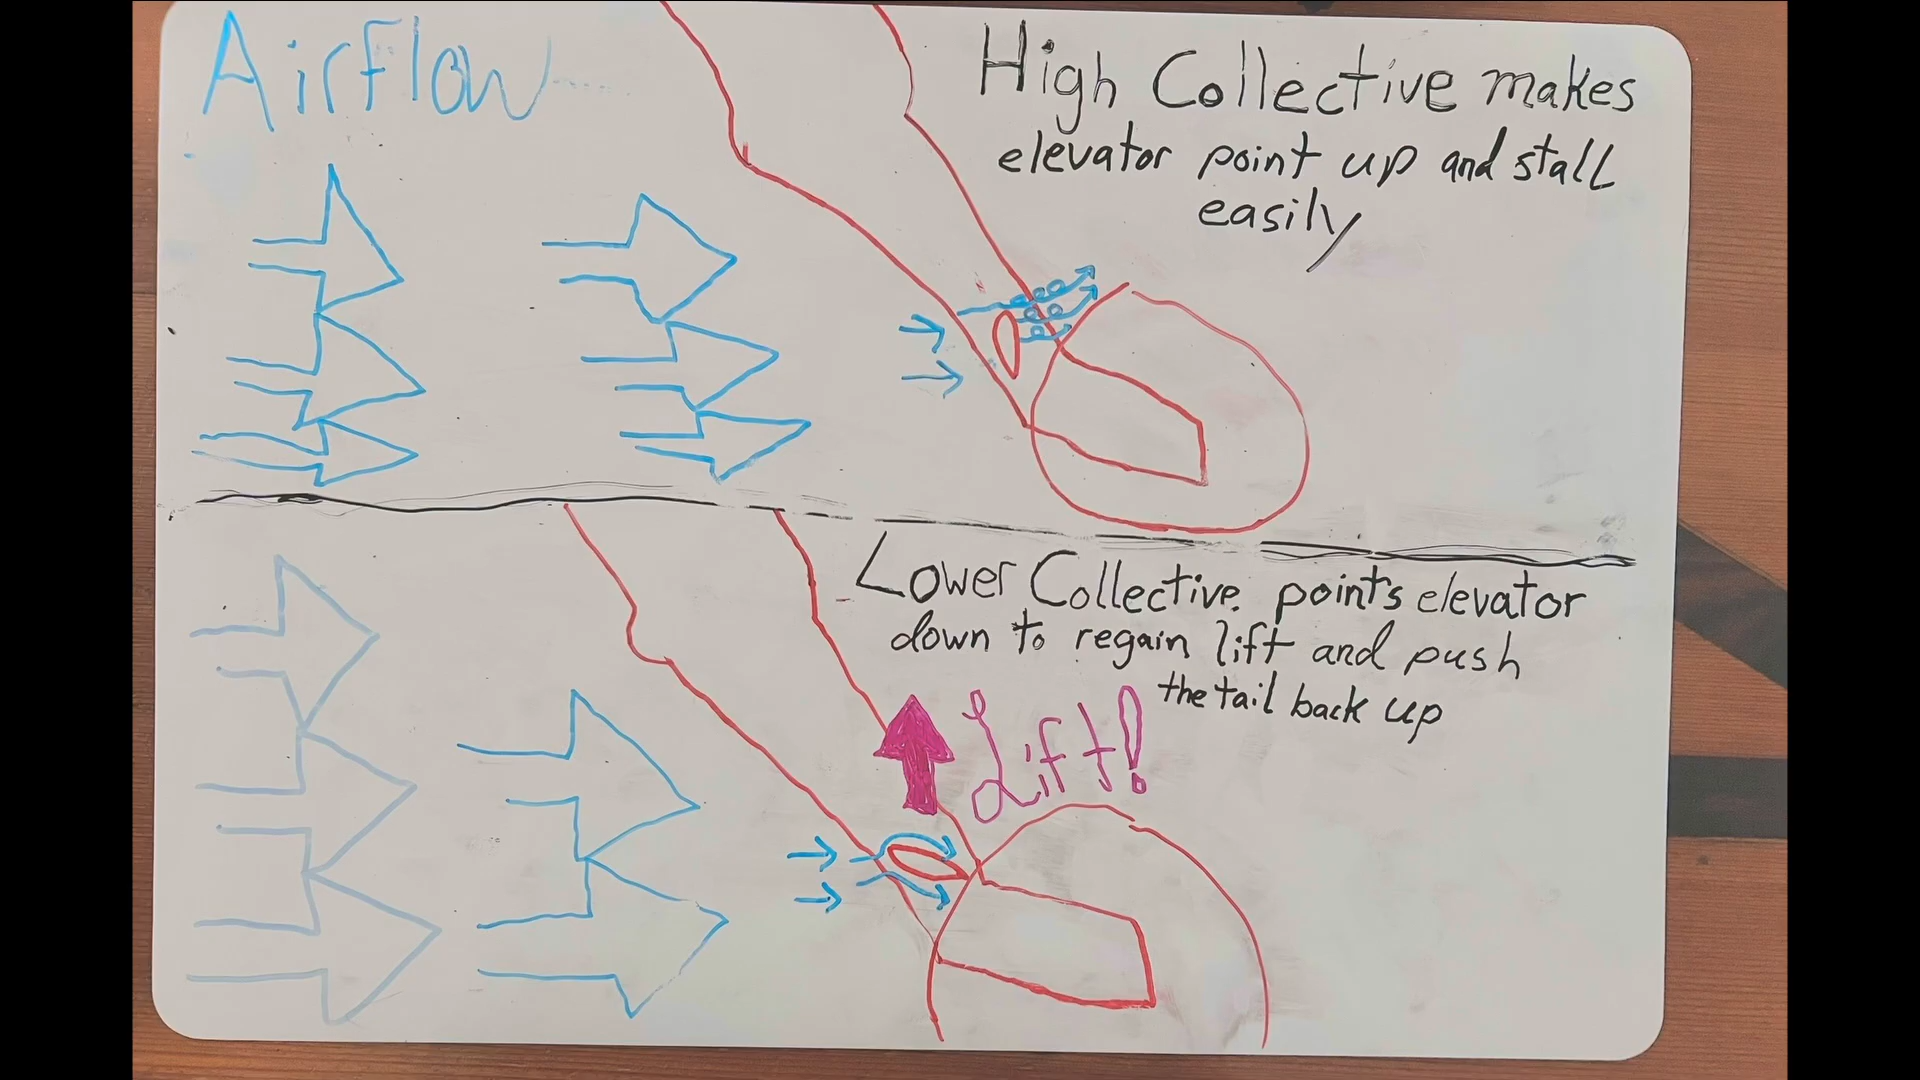 Airflow
High Collective makes
elevator point up and stall
easily
Lower Collective. points elevator
down to regain lift and push
the tail back up
Lift!